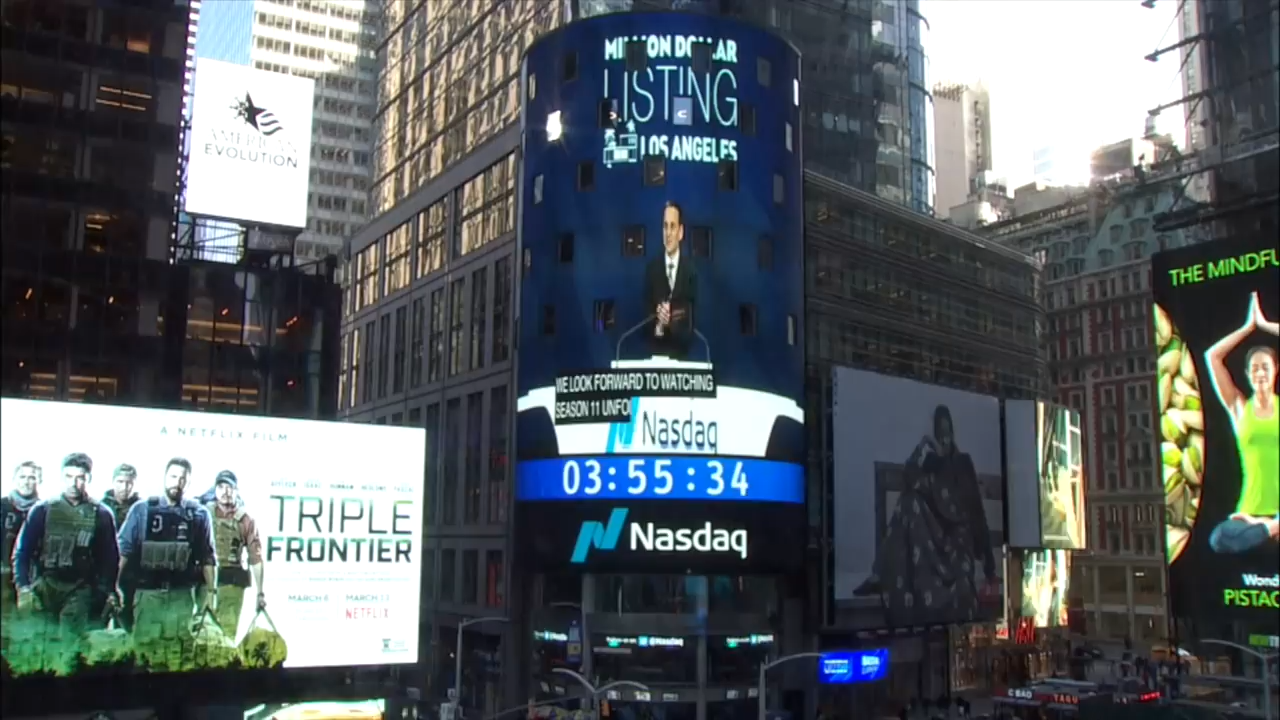 AMERICAN
EVOLUTION
MILLION DOLLAR
LISTING
LOS ANGELES
WE LOOK FORWARD TO WATCHING
SEASON 11 UNFO
Nasdaq
03:55:34
Nasdaq
A NETFLIX FILM
TRIPLE
FRONTIER
MARCH 6
MARCH 13
NETFLIX
THE MINDFU
Wond
PISTAC
H&M